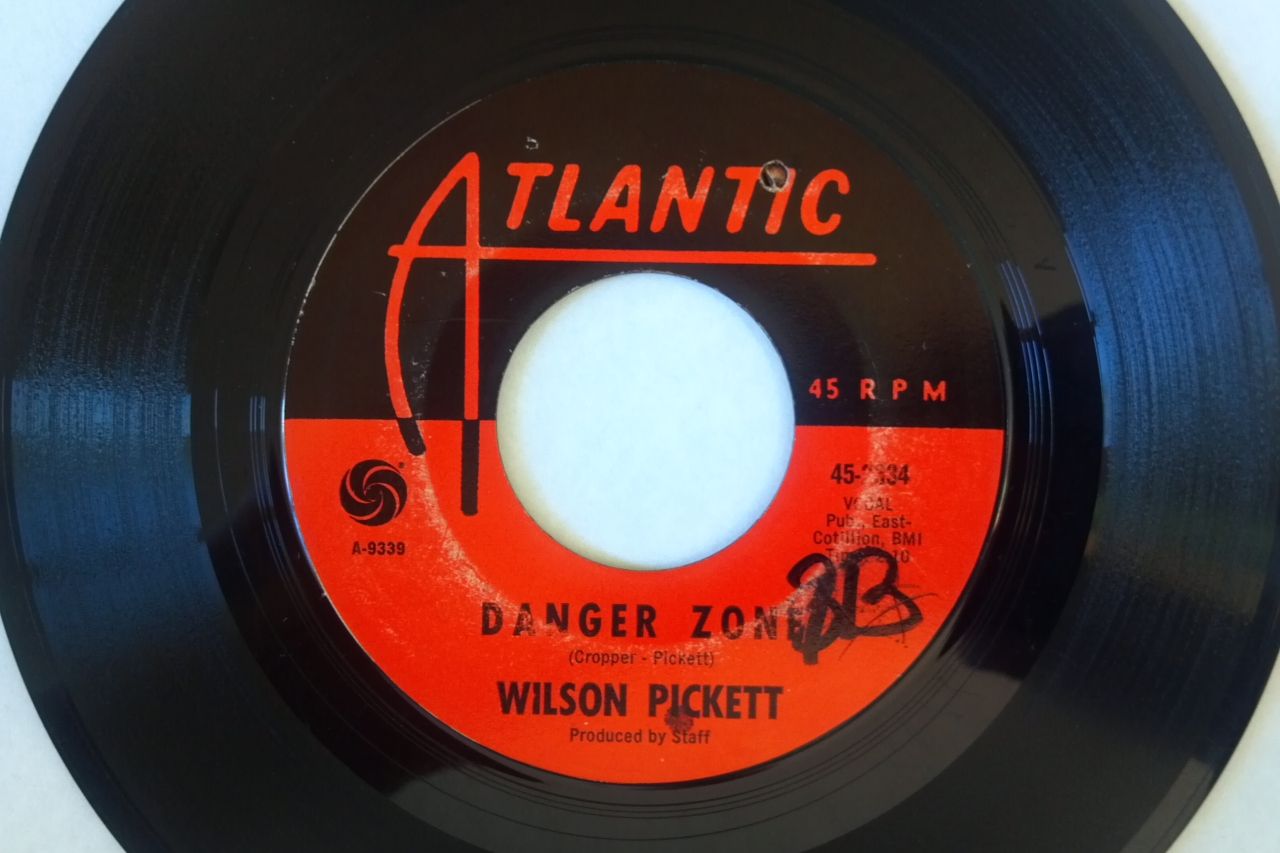 ATLANTIC
45 RPM
A-9339
VOCAL
Pub., East-
Cotillion, BMI
DANGER ZONE
(Cropper - Pickett)
WILSON PICKETT
Produced by Staff